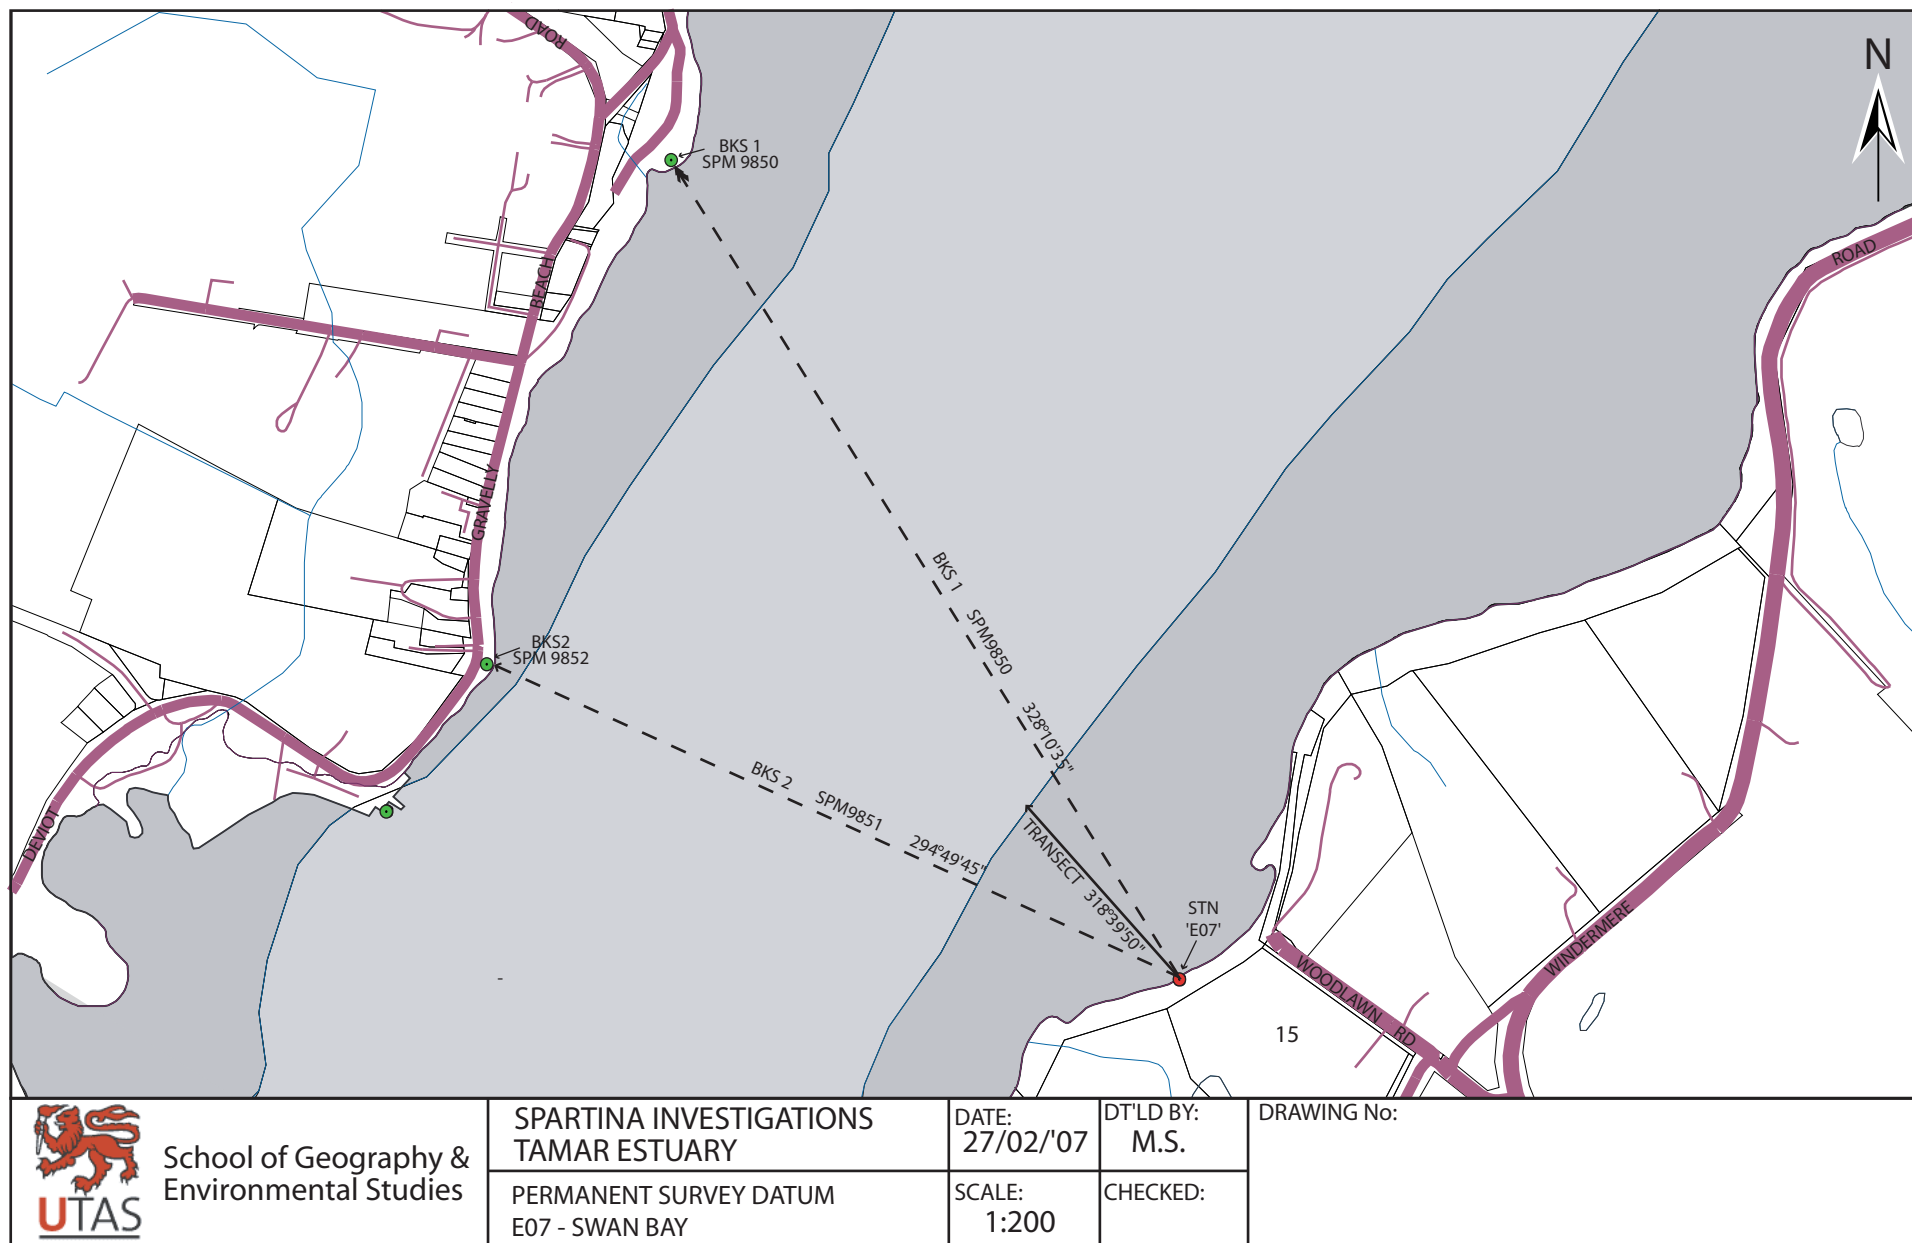 ROAD
N
BKS 1
SPM 9850
ROAD
BEACH
GRAVELLY
BKS 1 SPM9850 328°10'35"
BKS2
SPM 9852
BKS 2 SPM9851 294°49'45"
TRANSECT 318°39'50"
DEVIOT
STN
'E07'
WINDERMERE
WOODLAWN RD
15
School of Geography &
Environmental Studies
UTAS
SPARTINA INVESTIGATIONS
TAMAR ESTUARY
PERMANENT SURVEY DATUM
E07 - SWAN BAY
DATE:
27/02/'07
DT'LD BY:
M.S.
SCALE:
1:200
CHECKED:
DRAWING No: